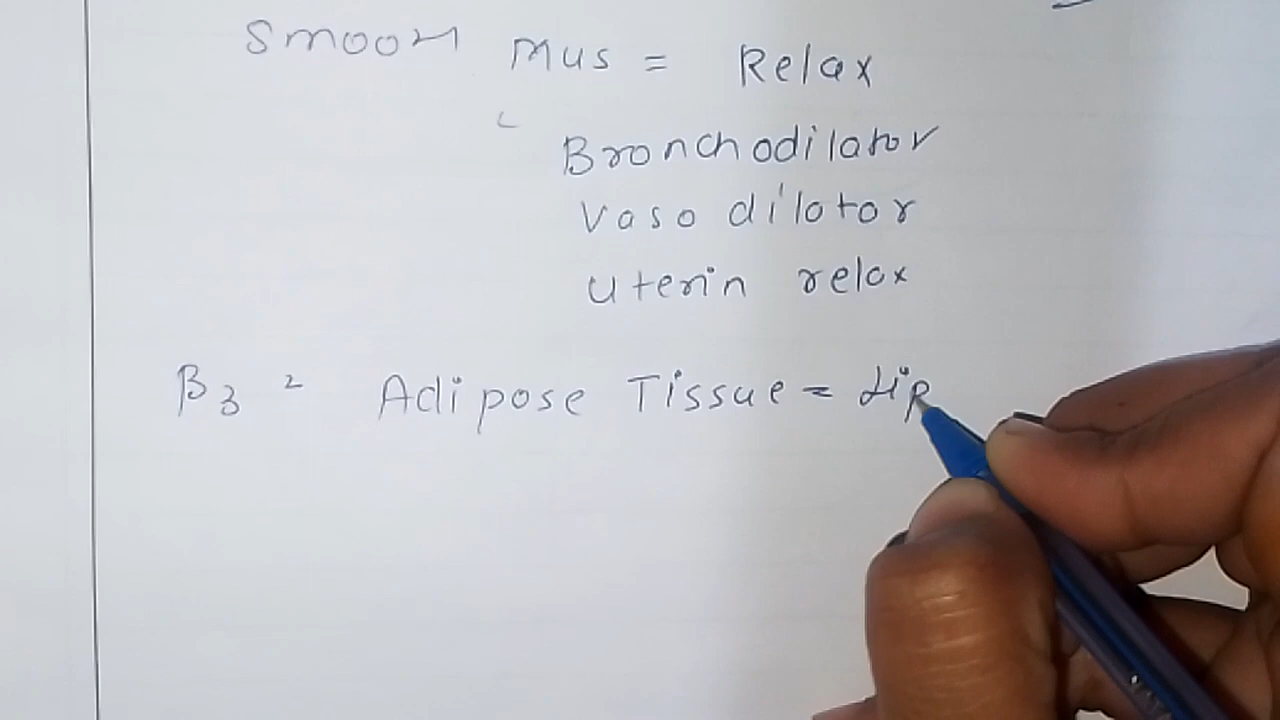 Smooth Mus = Relax
Bronchodilator
Vaso dilator
Uterin relax
β3 = Adipose Tissue = Lip